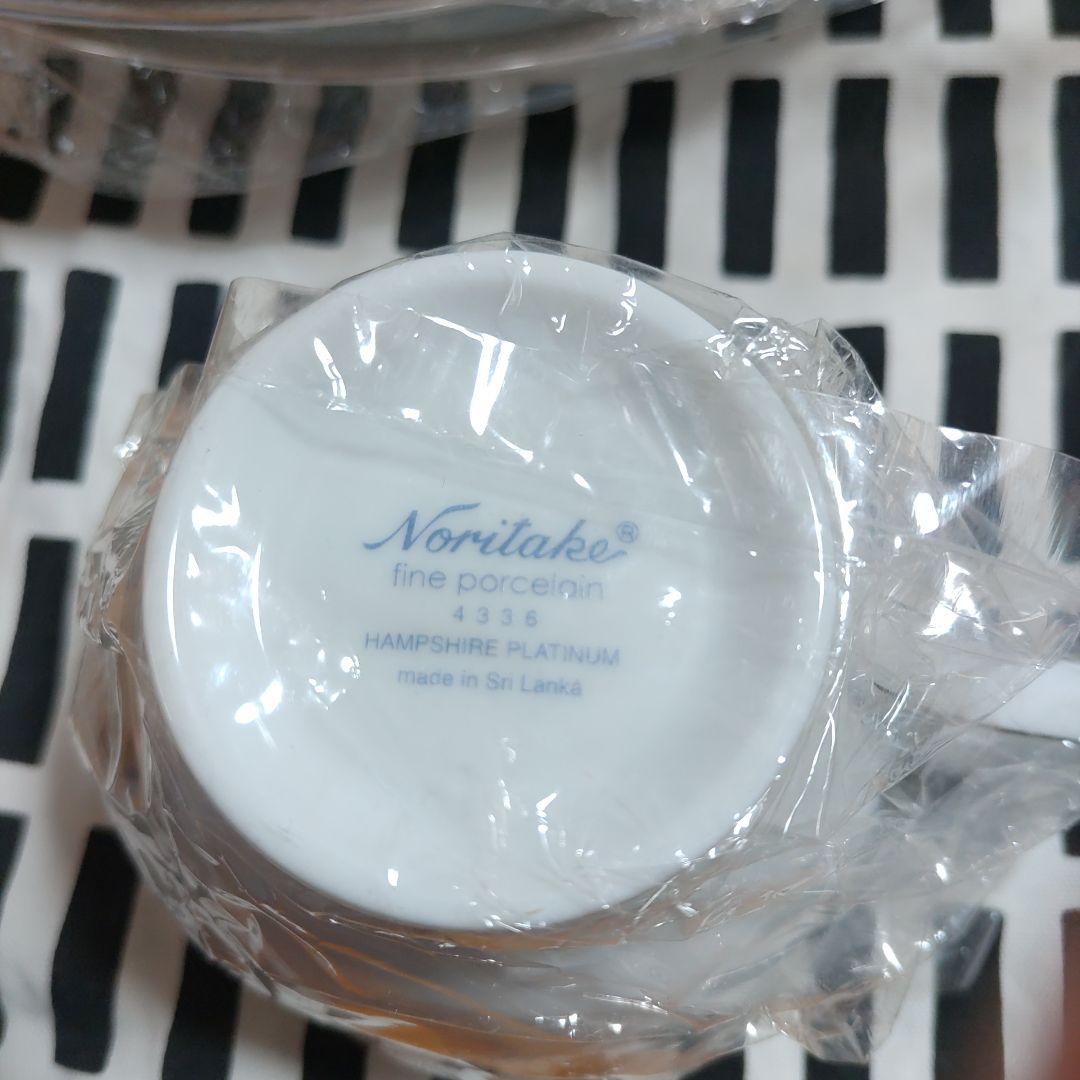 Noritake®
fine porcelain
4336
HAMPSHIRE PLATINUM
made in Sri Lanka